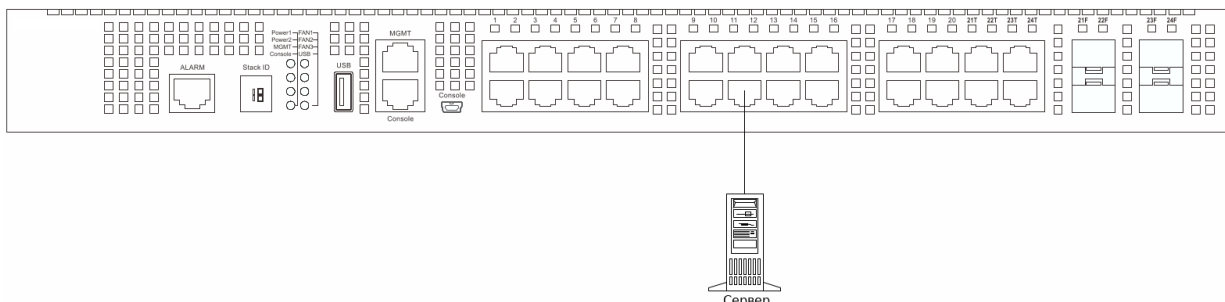 1 2 3 4 5 6 7 8 9 10 11 12 13 14 15 16 17 18 19 20 21T 22T 23T 24T 21F 22F 23F 24F
Power1 FAN1
Power2 FAN2
MGMT FAN3
Console USB
MGMT
ALARM Stack ID USB
Console
Console
Сервер